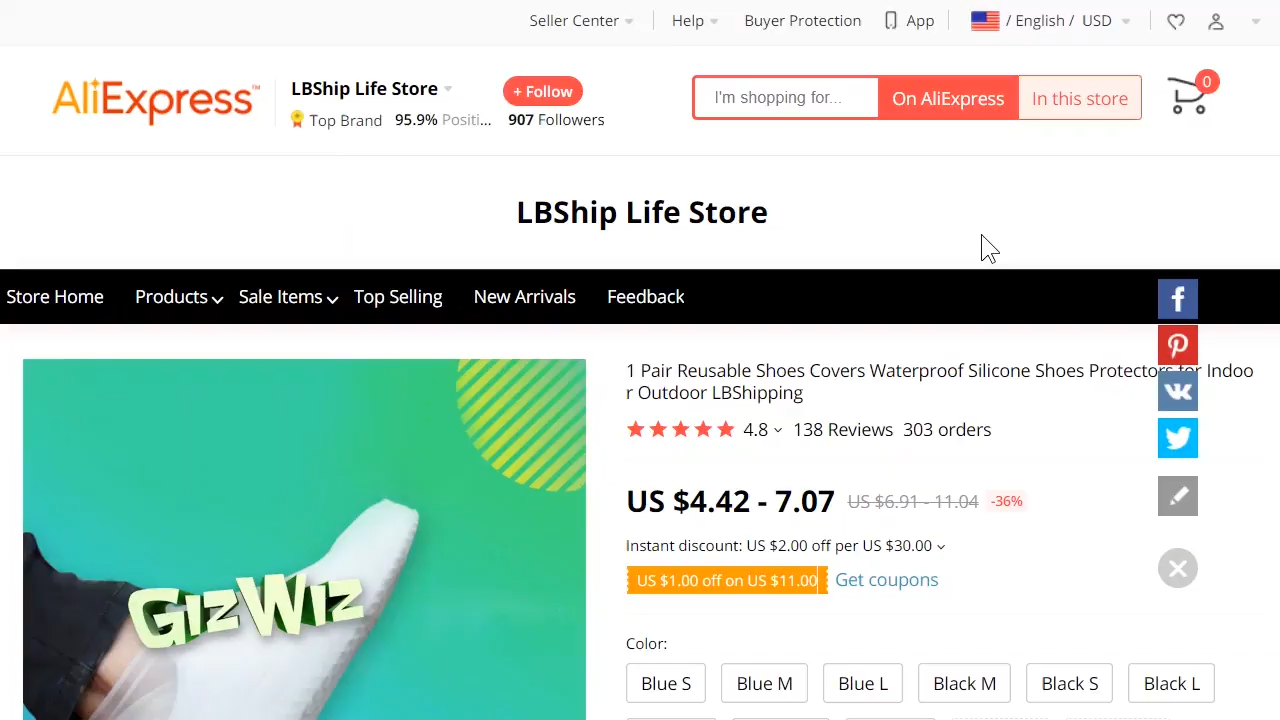 Seller Center
Help
Buyer Protection
App
/ English / USD
AliExpress™
LBShip Life Store
+ Follow
I'm shopping for...
On AliExpress
In this store
0
Top Brand
95.9% Positi...
907 Followers
LBShip Life Store
Store Home
Products
Sale Items
Top Selling
New Arrivals
Feedback
1 Pair Reusable Shoes Covers Waterproof Silicone Shoes Protectors for Indoo
r Outdoor LBShipping
4.8
138 Reviews
303 orders
US $4.42 - 7.07
US $6.91 - 11.04
-36%
Instant discount: US $2.00 off per US $30.00
US $1.00 off on US $11.00
Get coupons
GizWiz
Color:
Blue S
Blue M
Blue L
Black M
Black S
Black L